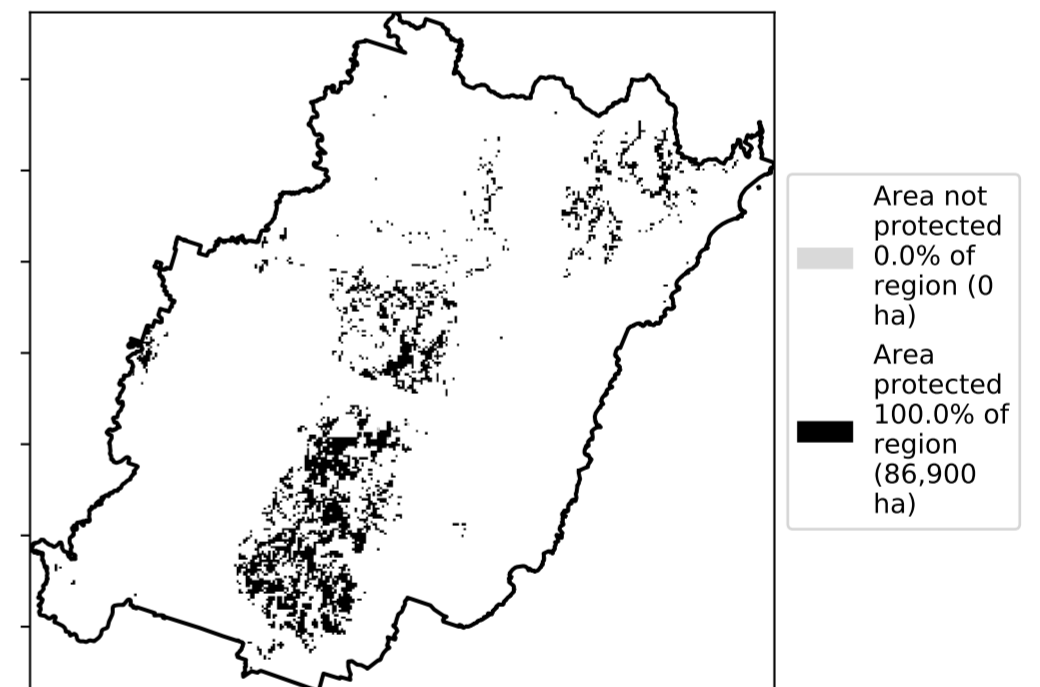 Area not
protected
0.0% of
region (0
ha)
Area
protected
100.0% of
region
(86,900
ha)